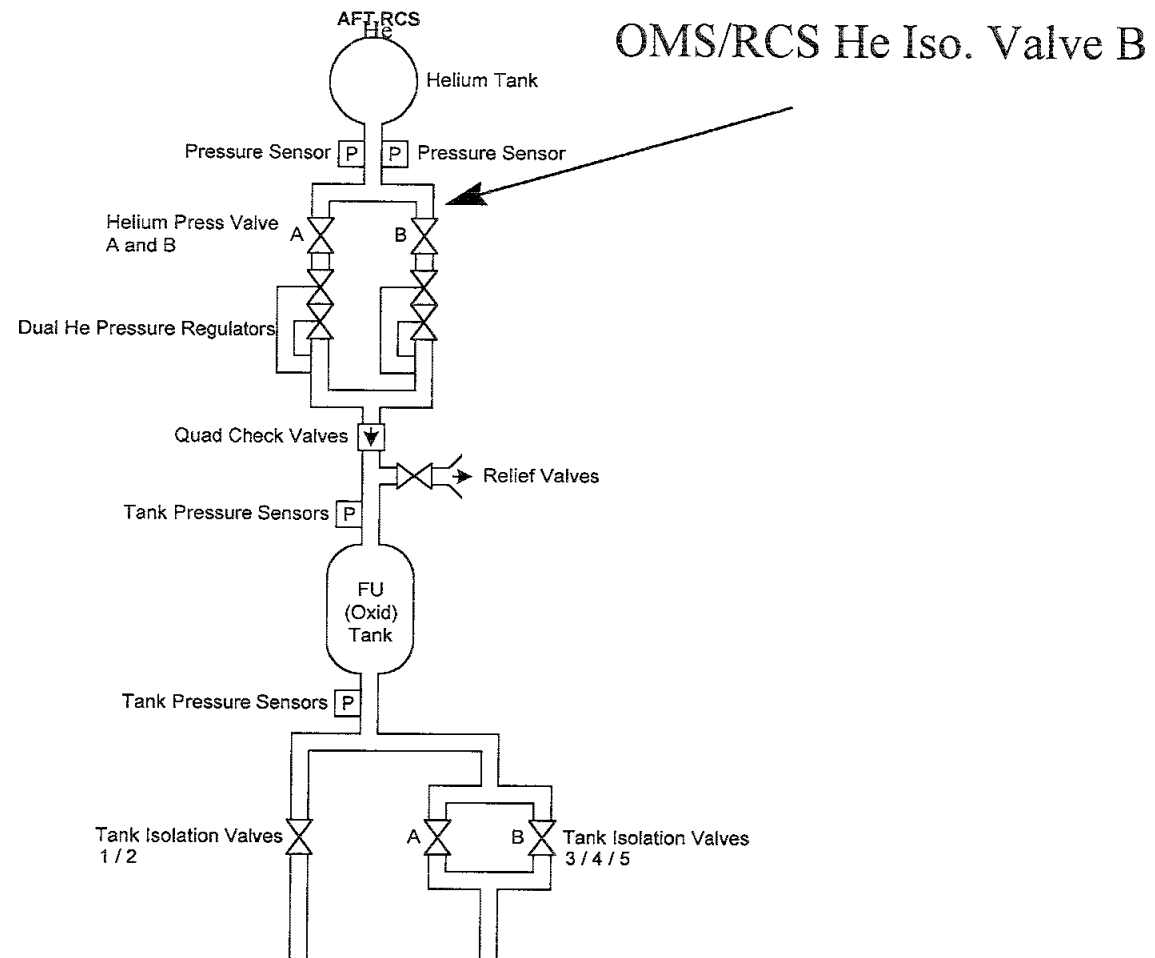 AFT RCS
He
OMS/RCS He Iso. Valve B
Helium Tank
Pressure Sensor P P Pressure Sensor
Helium Press Valve
A and B
A B
Dual He Pressure Regulators
Quad Check Valves
Relief Valves
Tank Pressure Sensors P
FU
(Oxid)
Tank
Tank Pressure Sensors P
Tank Isolation Valves
1 / 2
A B
Tank Isolation Valves
3 / 4 / 5